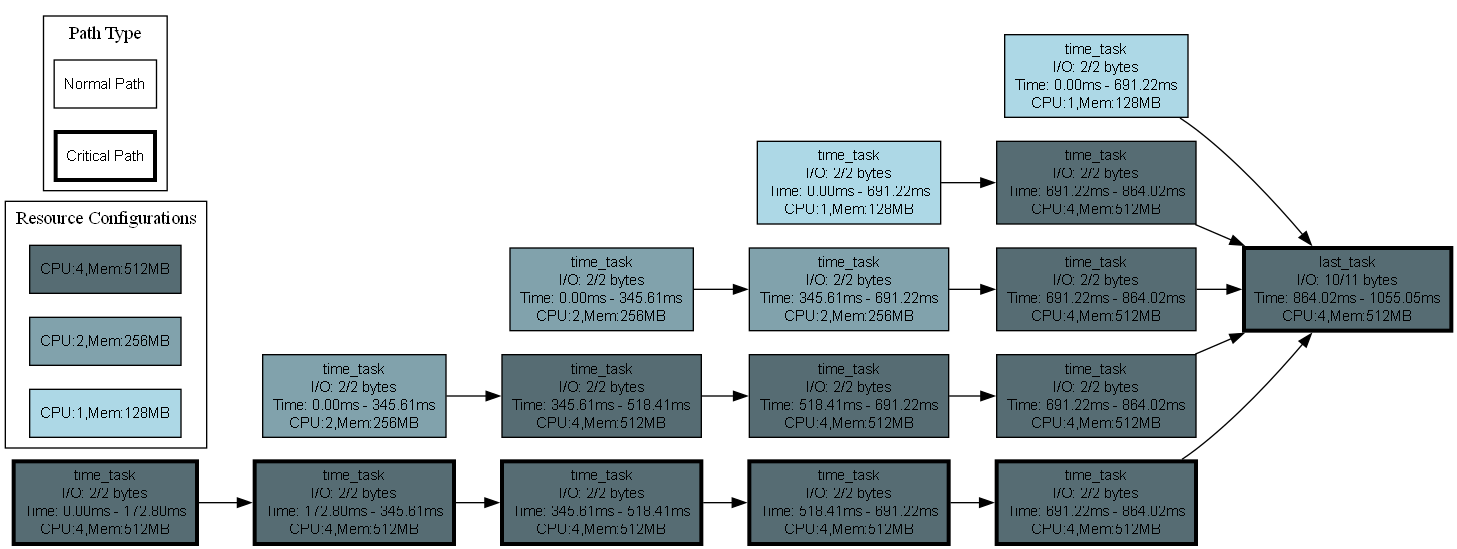 Path Type
Normal Path
Critical Path
Resource Configurations
CPU:4,Mem:512MB
CPU:2,Mem:256MB
CPU:1,Mem:128MB
time_task
I/O: 2/2 bytes
Time: 0.00ms - 691.22ms
CPU:1,Mem:128MB
time_task
I/O: 2/2 bytes
Time: 0.00ms - 691.22ms
CPU:1,Mem:128MB
time_task
I/O: 2/2 bytes
Time: 691.22ms - 864.02ms
CPU:4,Mem:512MB
time_task
I/O: 2/2 bytes
Time: 0.00ms - 345.61ms
CPU:2,Mem:256MB
time_task
I/O: 2/2 bytes
Time: 345.61ms - 691.22ms
CPU:2,Mem:256MB
time_task
I/O: 2/2 bytes
Time: 691.22ms - 864.02ms
CPU:4,Mem:512MB
last_task
I/O: 10/11 bytes
Time: 864.02ms - 1055.05ms
CPU:4,Mem:512MB
time_task
I/O: 2/2 bytes
Time: 0.00ms - 345.61ms
CPU:2,Mem:256MB
time_task
I/O: 2/2 bytes
Time: 345.61ms - 518.41ms
CPU:4,Mem:512MB
time_task
I/O: 2/2 bytes
Time: 518.41ms - 691.22ms
CPU:4,Mem:512MB
time_task
I/O: 2/2 bytes
Time: 691.22ms - 864.02ms
CPU:4,Mem:512MB
time_task
I/O: 2/2 bytes
Time: 0.00ms - 172.80ms
CPU:4,Mem:512MB
time_task
I/O: 2/2 bytes
Time: 172.80ms - 345.61ms
CPU:4,Mem:512MB
time_task
I/O: 2/2 bytes
Time: 345.61ms - 518.41ms
CPU:4,Mem:512MB
time_task
I/O: 2/2 bytes
Time: 518.41ms - 691.22ms
CPU:4,Mem:512MB
time_task
I/O: 2/2 bytes
Time: 691.22ms - 864.02ms
CPU:4,Mem:512MB